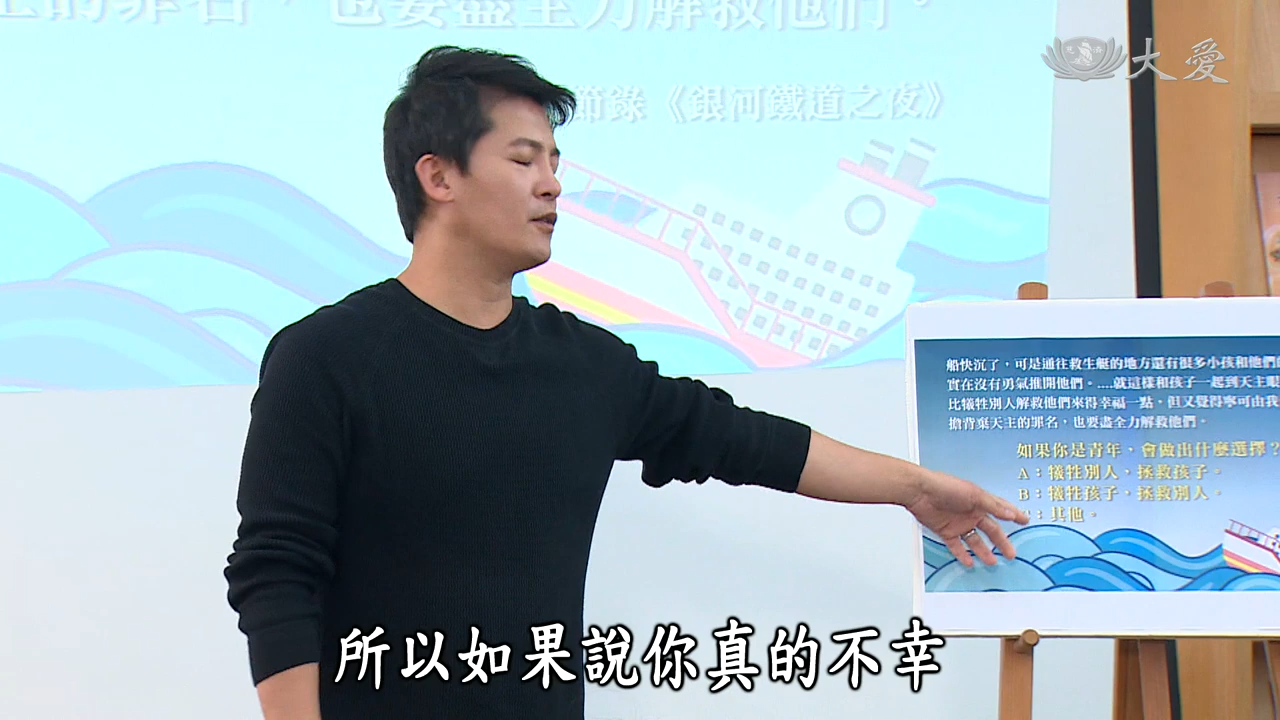 的罪名，也要盡全力解救他們。
大愛
節錄《銀河鐵道之夜》
船快沉了，可是通往救生艇的地方還有很多小孩和他們
實在沒有勇氣推開他們。....就這樣和孩子一起到天主眼
比犧牲別人解救他們來得幸福一點，但又覺得寧可由我
擔背棄天主的罪名，也要盡全力解救他們。
如果你是青年，會做出什麼選擇？
A：犧牲別人，拯救孩子。
B：犧牲孩子，拯救別人。
：其他。
所以如果說你真的不幸